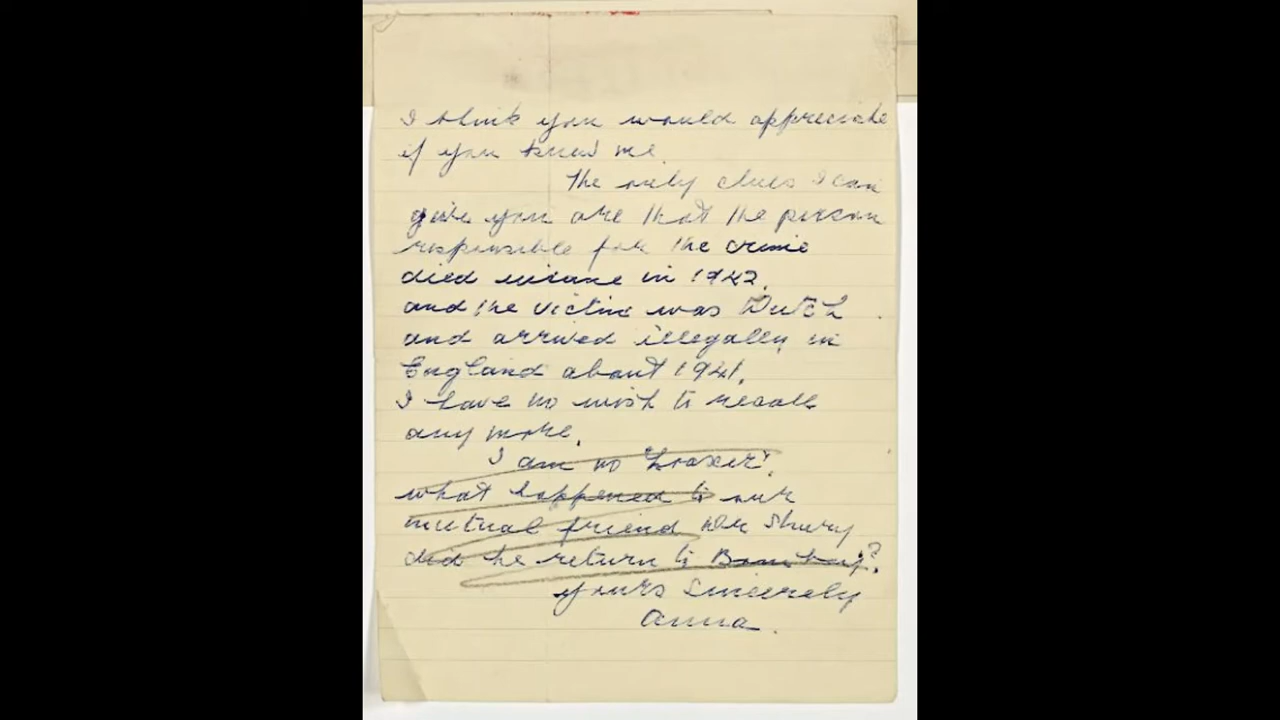 I think you would appreciate
if you knew me.
The only clues I can
give you are that the person
responsible for the crime
died insane in 1942.
and the victim was Dutch
and arrived illegally in
England about 1941.
I have no wish to recall
any more.
I am no "hoaxer".
what happened to our
mutual friend
did he return to Bombay?
yours Sincerely
Anna.